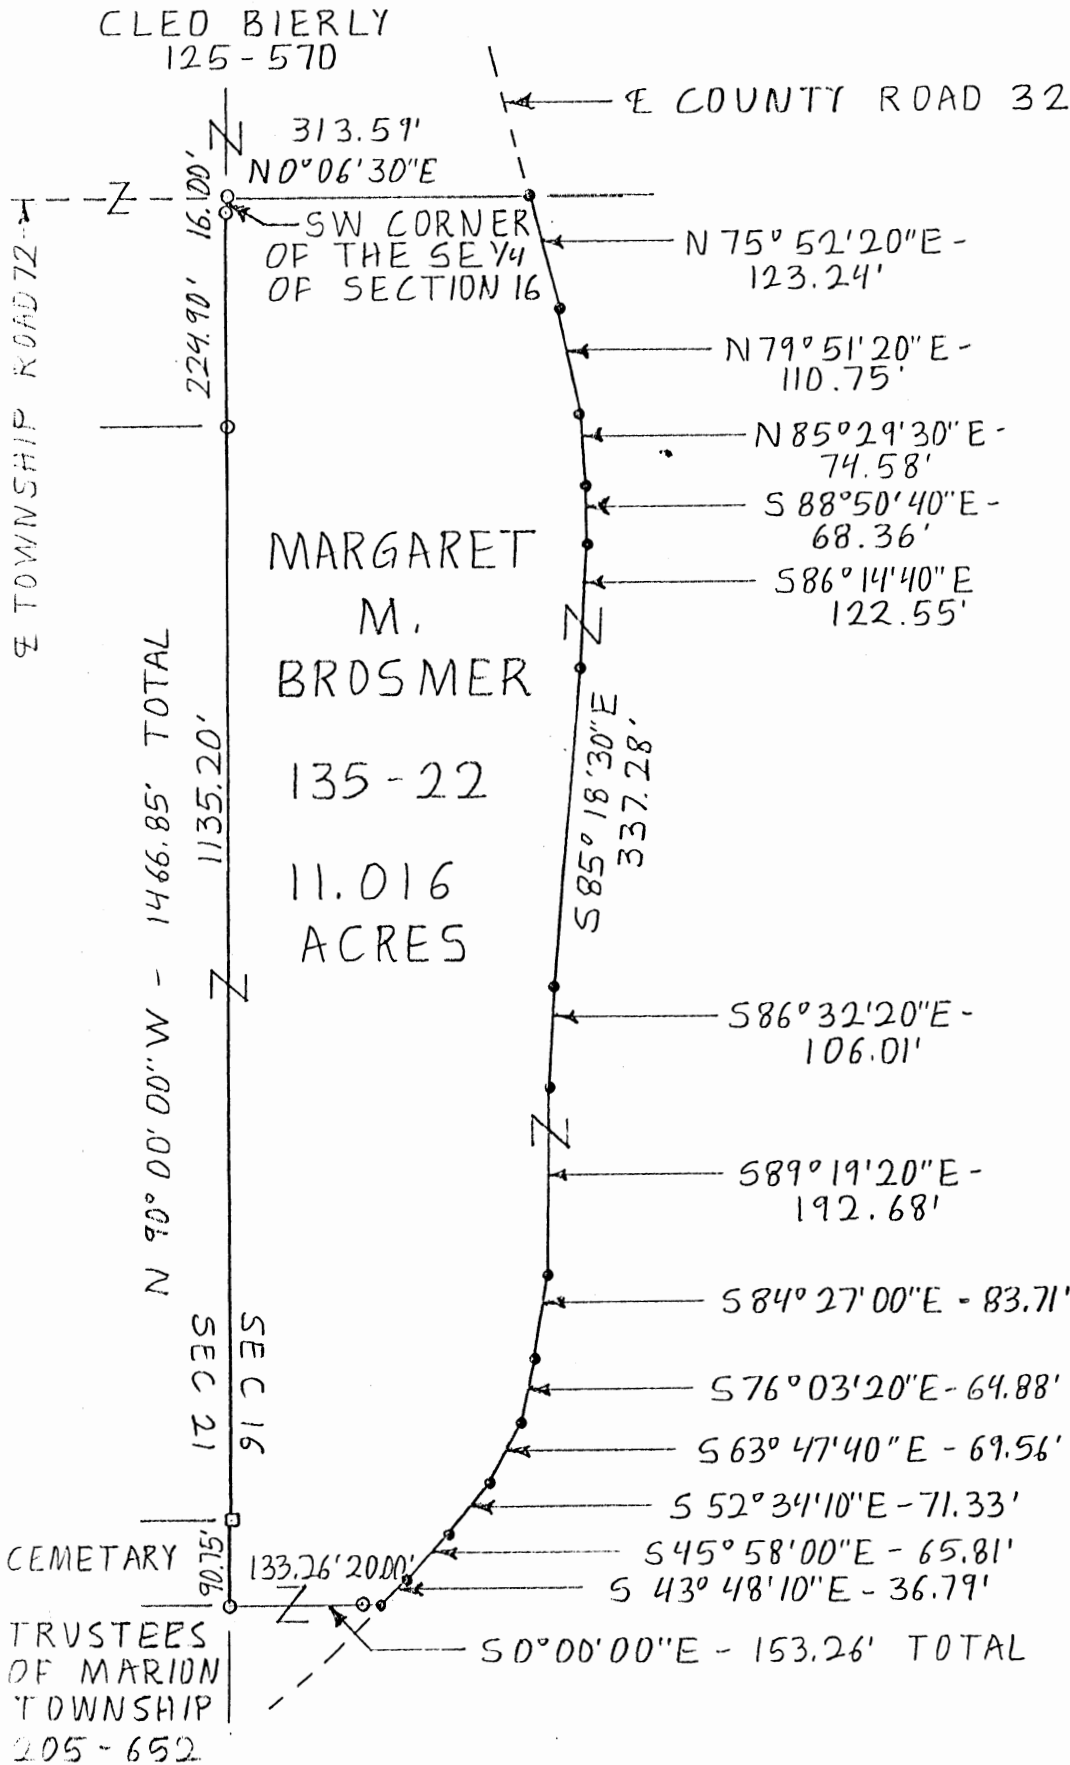 CLEO BIERLY
125-570
℄ COUNTY ROAD 32
313.59'
N0°06'30"E
16.00'
SW CORNER
OF THE SE 1/4
OF SECTION 16
℄ TOWNSHIP ROAD 72
224.90'
N 75° 52'20"E -
123.24'
N79°51'20"E -
110.75'
N85°29'30"E -
74.58'
S 88°50'40"E -
68.36'
S86°14'40"E
122.55'
MARGARET
M.
BROSMER
135-22
11.016
ACRES
N 90°00'00"W - 1466.85' TOTAL
1135.20'
S85°18'30"E
337.28'
S86°32'20"E -
106.01'
S89°19'20"E -
192.68'
S84°27'00"E - 83.71'
SEC 16
SEC 21
S76°03'20"E - 64.88'
S63°47'40"E - 69.56'
S 52°34'10"E - 71.33'
S45°58'00"E - 65.81'
S 43°48'10"E - 36.79'
CEMETARY
90.75'
133.26'
20.00'
S0°00'00"E - 153.26' TOTAL
TRUSTEES
OF MARION
TOWNSHIP
205-652